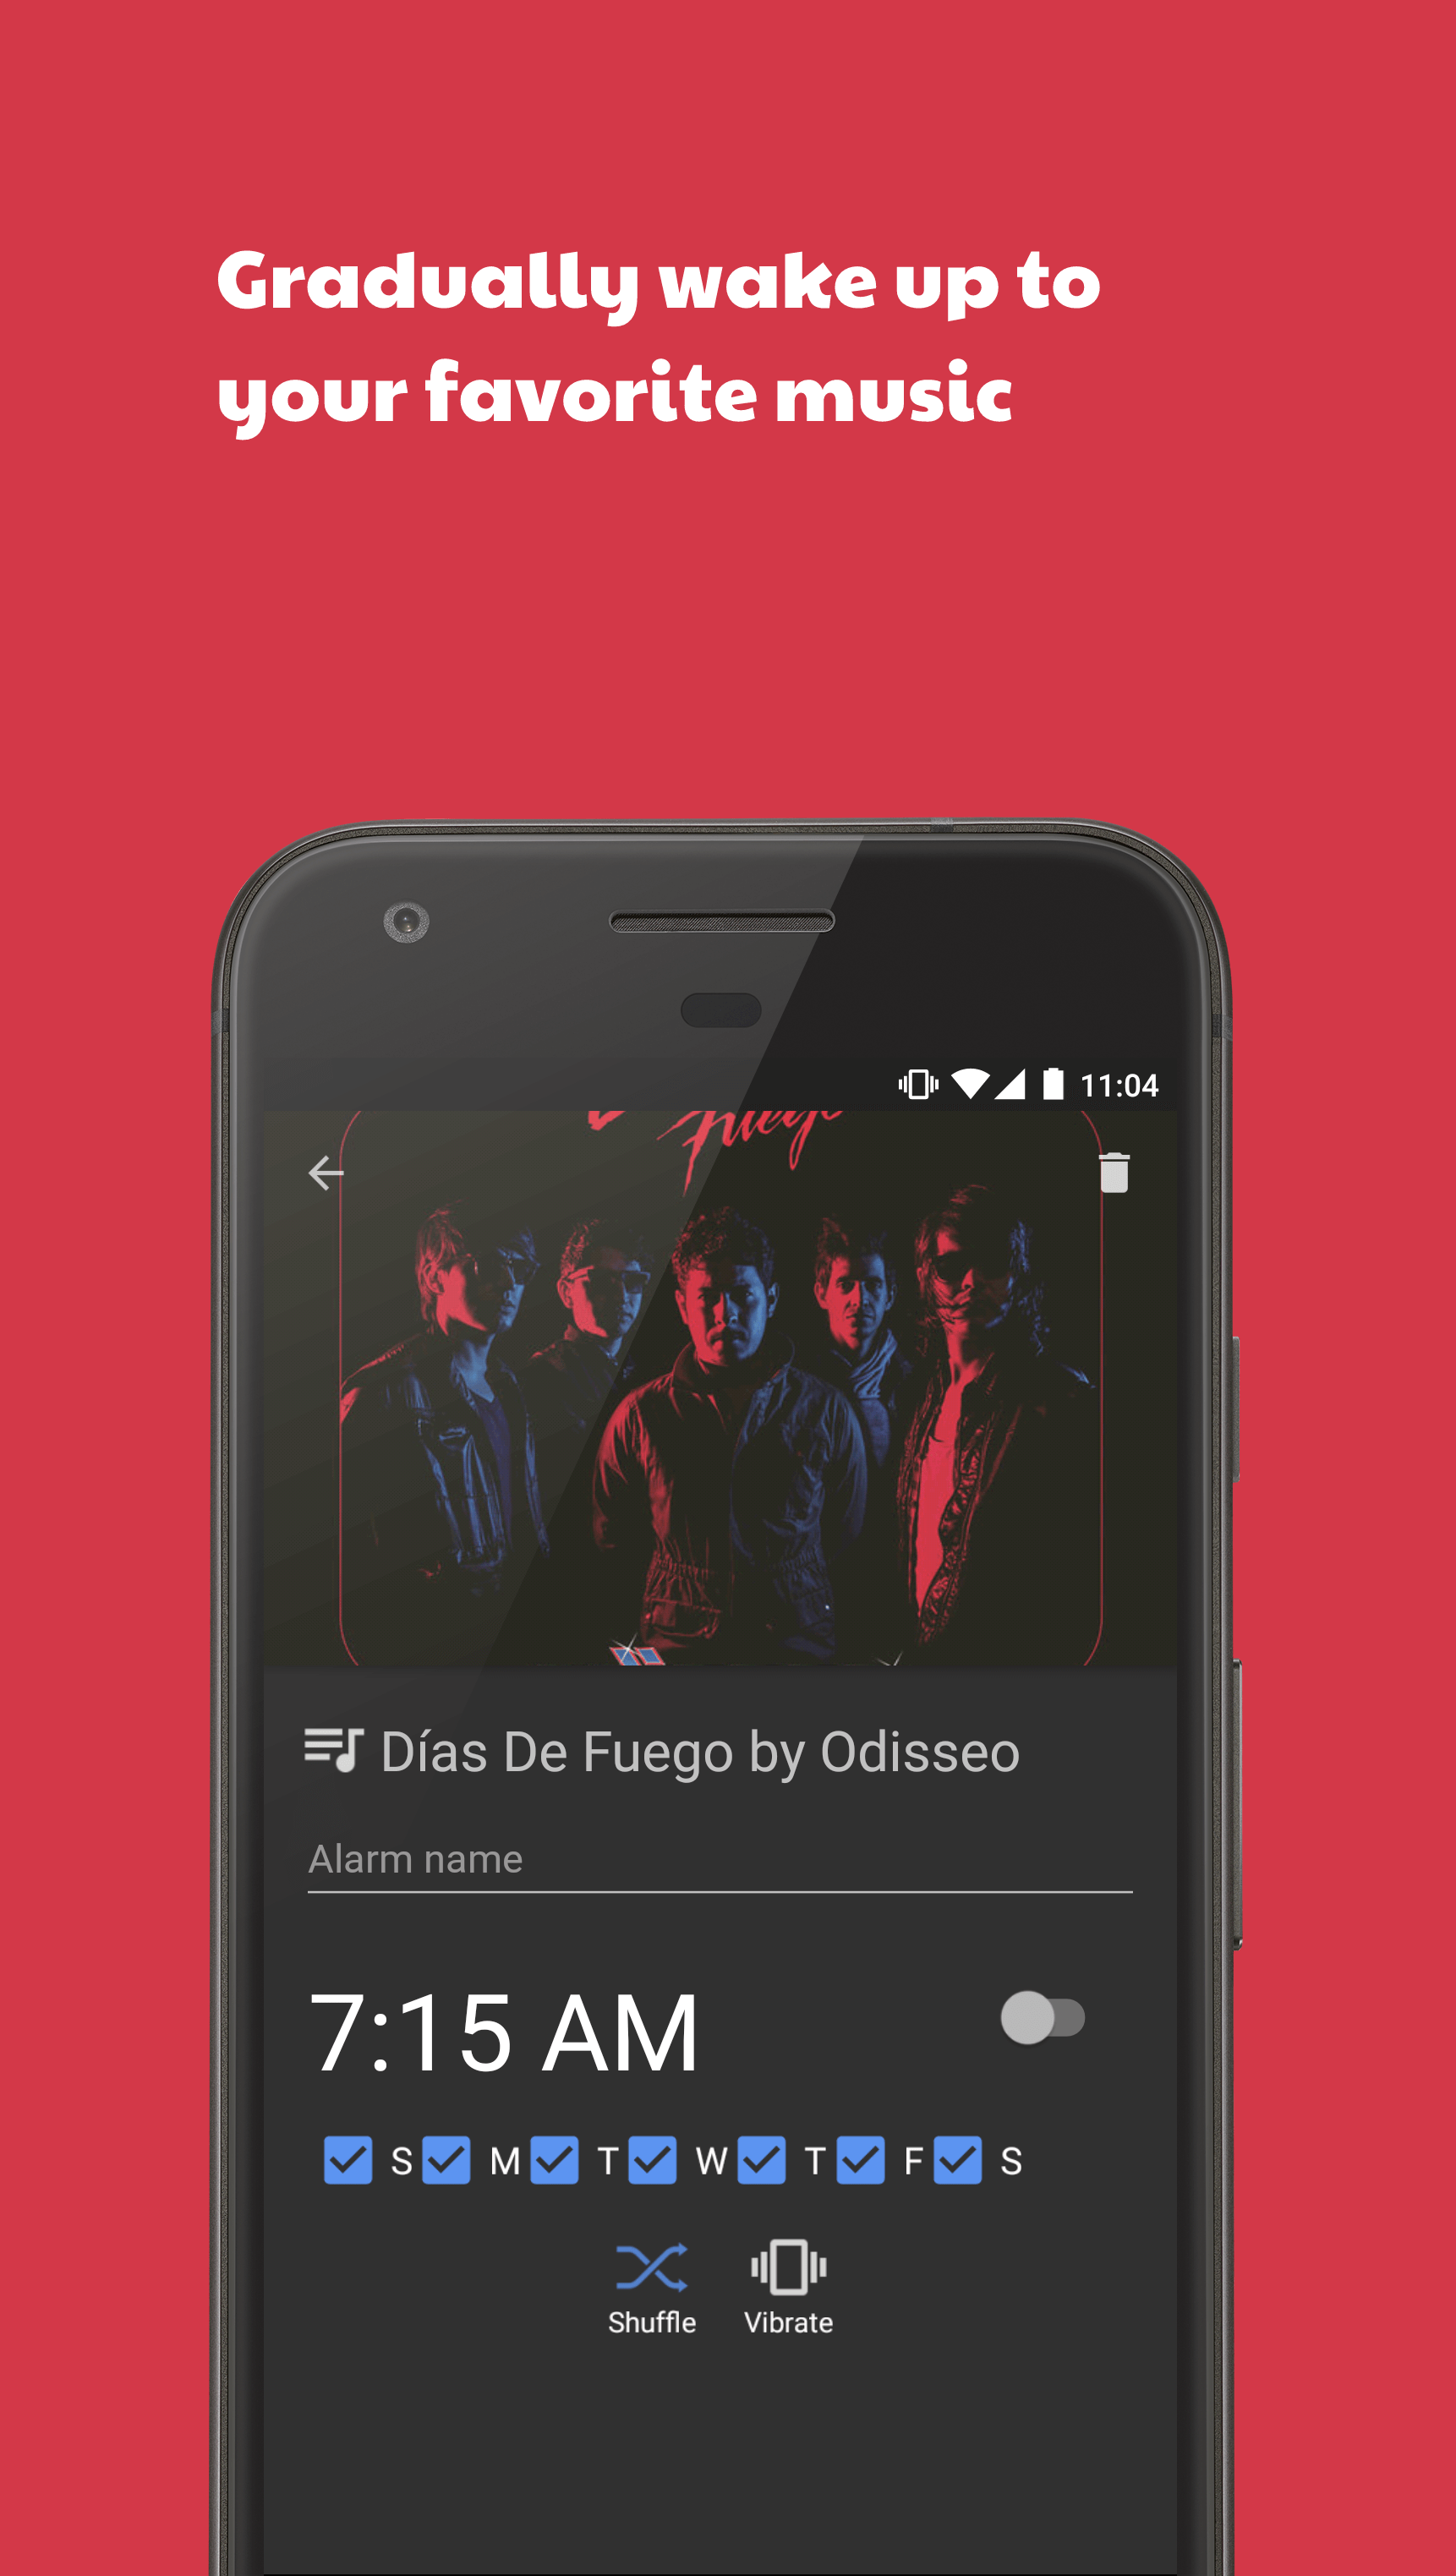 Gradually wake up to
your favorite music
11:04
Fuego
Días De Fuego by Odisseo
Alarm name
7:15 AM
S M T W T F S
Shuffle Vibrate